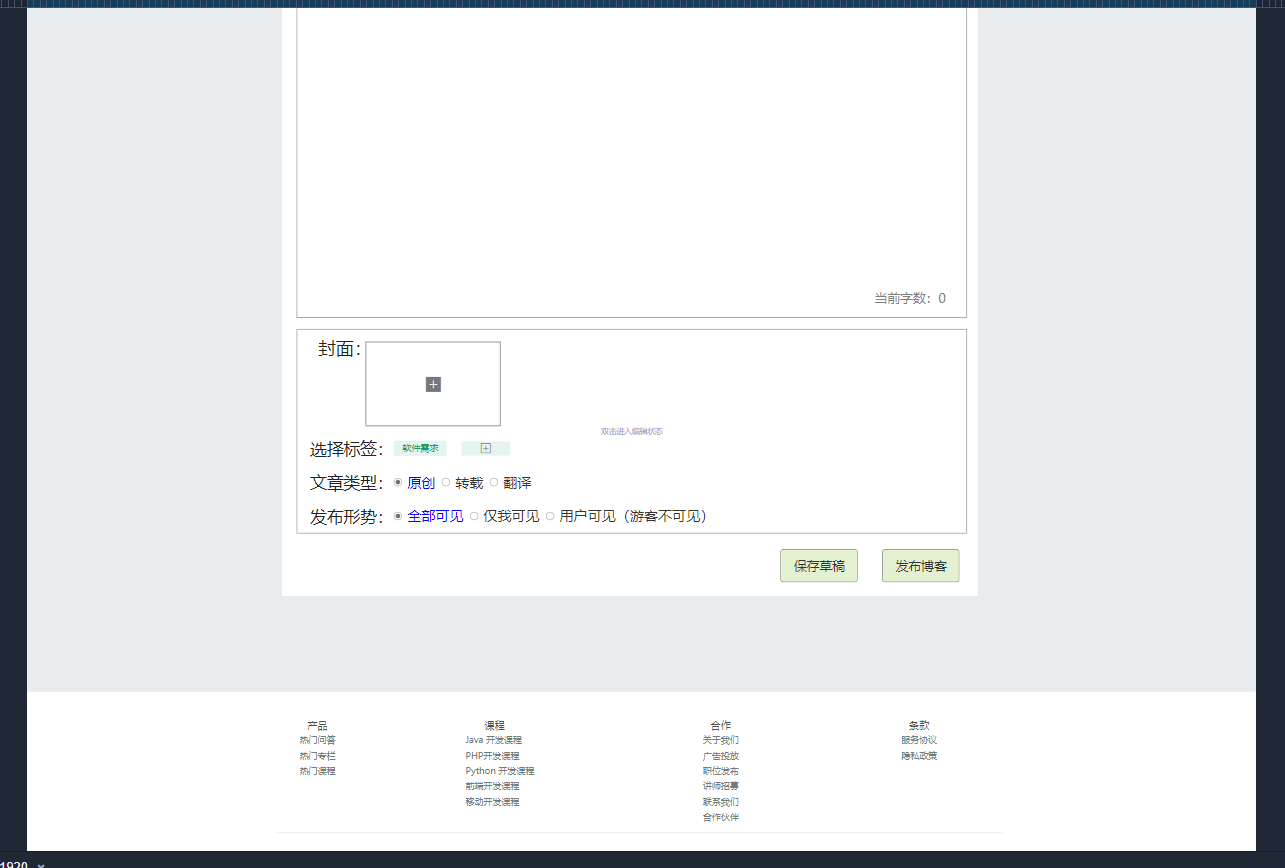 当前字数：0
封面：
双击进入编辑状态
选择标签： 软件需求
文章类型： 原创 转载 翻译
发布形势： 全部可见 仅我可见 用户可见（游客不可见）
保存草稿 发布博客
产品 课程 合作 条款
热门问答 Java 开发课程 关于我们 服务协议
热门专栏 PHP开发课程 广告投放 隐私政策
热门课程 Python 开发课程 职位发布
前端开发课程 讲师招募
移动开发课程 联系我们
合作伙伴
1920